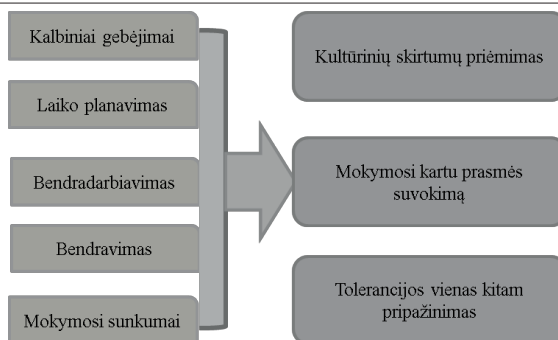 Kalbiniai gebėjimai
Laiko planavimas
Bendradarbiavimas
Bendravimas
Mokymosi sunkumai
Kultūrinių skirtumų priėmimas
Mokymosi kartu prasmės
suvokimą
Tolerancijos vienas kitam
pripažinimas